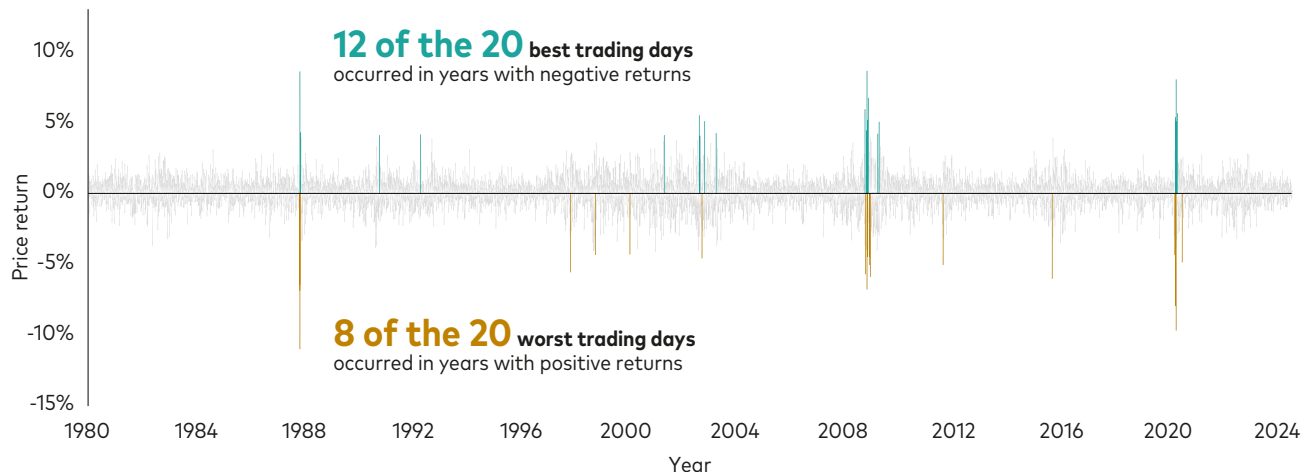 10%
12 of the 20 best trading days
occurred in years with negative returns
5%
0%
Price return
-5%
-10%
8 of the 20 worst trading days
occurred in years with positive returns
-15%
1980 1984 1988 1992 1996 2000 2004 2008 2012 2016 2020 2024
Year